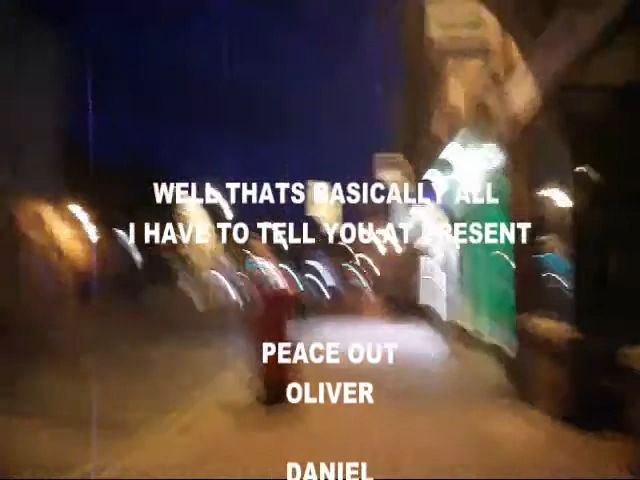 WELL THATS BASICALLY ALL
I HAVE TO TELL YOU AT PRESENT
PEACE OUT
OLIVER
DANIEL